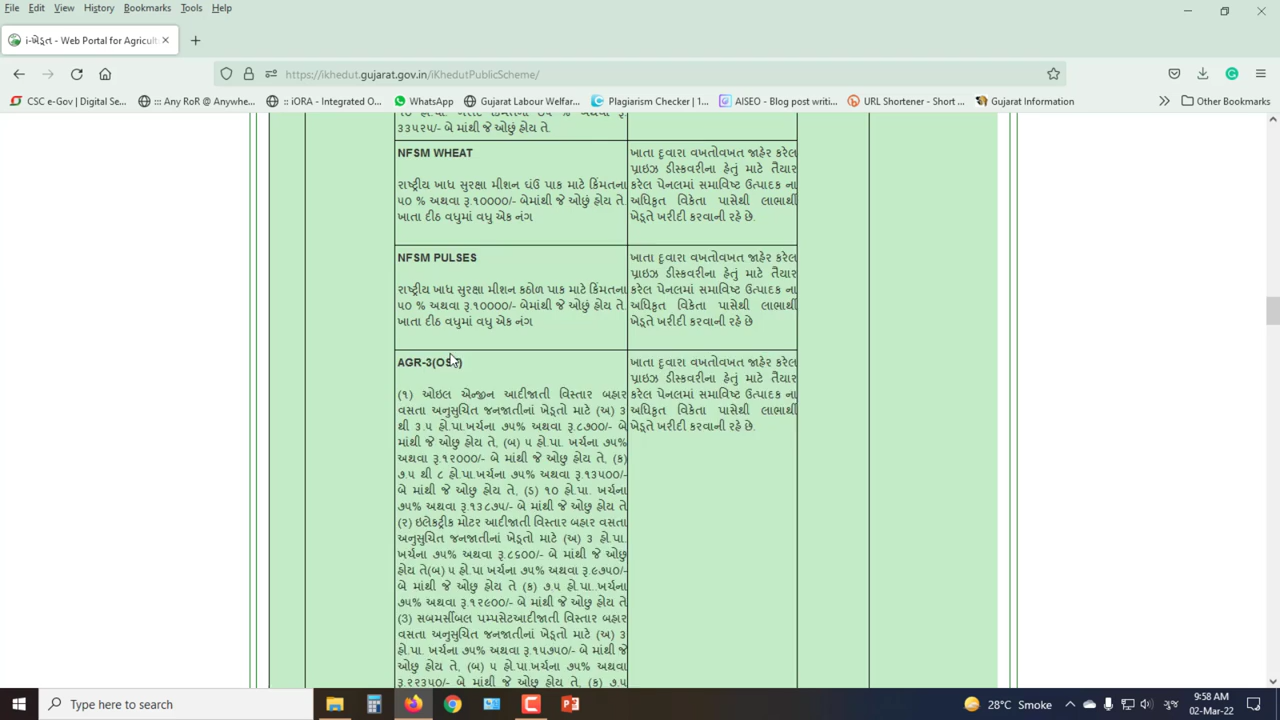 File Edit View History Bookmarks Tools Help
i-ખેડૂત - Web Portal for Agricult
https://ikhedut.gujarat.gov.in/iKhedutPublicScheme/
CSC e-Gov | Digital Se... ::: Any RoR @ Anywhe... :: iORA - Integrated O... WhatsApp Gujarat Labour Welfar... Plagiarism Checker | 1... AISEO - Blog post writi... URL Shortener - Short ... Gujarat Information Other Bookmarks
૩૩૫૨૫/- બે માંથી જે ઓછું હોય તે.
NFSM WHEAT
રાષ્ટ્રીય ખાધ સુરક્ષા મીશન ઘંઉ પાક માટે કિંમતના
૫૦ % અથવા રૂ.૧૦૦૦૦/- બેમાંથી જે ઓછું હોય તે.
ખાતા દીઠ વધુમાં વધુ એક નંગ
ખાતા દ્વારા વખતોવખત જાહેર કરેલ
પ્રાઇઝ ડીસ્કવરીના હેતું માટે તૈયાર
કરેલ પેનલમાં સમાવિષ્ટ ઉત્પાદક ના
અધિકૃત વિક્રેતા પાસેથી લાભાર્થી
ખેડૂતે ખરીદી કરવાની રહે છે.
NFSM PULSES
રાષ્ટ્રીય ખાધ સુરક્ષા મીશન કઠોળ પાક માટે કિંમતના
૫૦ % અથવા રૂ.૧૦૦૦૦/- બેમાંથી જે ઓછું હોય તે.
ખાતા દીઠ વધુમાં વધુ એક નંગ
ખાતા દ્વારા વખતોવખત જાહેર કરેલ
પ્રાઇઝ ડીસ્કવરીના હેતું માટે તૈયાર
કરેલ પેનલમાં સમાવિષ્ટ ઉત્પાદક ના
અધિકૃત વિક્રેતા પાસેથી લાભાર્થી
ખેડૂતે ખરીદી કરવાની રહે છે
(૧) ઓઇલ એન્જીન આદીજાતી વિસ્તાર બહાર
વસતા અનુસુચિત જનજાતીનાં ખેડૂતો માટે (અ) ૩
થી ૩.૫ હો.પા.ખર્ચના ૭૫% અથવા રૂ.૮૭૦૦/- બે
માંથી જે ઓછુ હોય તે, (બ) ૫ હો.પા. ખર્ચના ૭૫%
અથવા રૂ.૧૨૦૦૦/- બે માંથી જે ઓછુ હોય તે, (ક)
૭.૫ થી ૮ હો.પા.ખર્ચના ૭૫% અથવા રૂ.૧૩૫૦૦/-
બે માંથી જે ઓછુ હોય તે, (ડ) ૧૦ હો.પા. ખર્ચના
૭૫% અથવા રૂ.૧૩૮૭૫/- બે માંથી જે ઓછુ હોય તે
(૨) ઇલેકટ્રીક મોટર આદીજાતી વિસ્તાર બહાર વસતા
અનુસુચિત જનજાતીનાં ખેડૂતો માટે (અ) ૩ હો.પા.
ખર્ચના ૭૫% અથવા રૂ.૮૬૦૦/- બે માંથી જે ઓછુ
હોય તે(બ) ૫ હો.પા ખર્ચના ૭૫% અથવા રૂ.૯૭૫૦/-
બે માંથી જે ઓછુ હોય તે (ક) ૭.૫ હો.પા..ખર્ચના
૭૫% અથવા રૂ.૧૨૯૦૦/- બે માંથી જે ઓછુ હોય તે
(3) સબમર્સીબલ પમ્પસેટઆદીજાતી વિસ્તાર બહાર
વસતા અનુસુચિત જનજાતીનાં ખેડૂતો માટે (અ) ૩
હો.પા. ખર્ચના ૭૫% અથવા રૂ.૧૫૭૫૦/- બે માંથી જે
ઓછુ હોય તે, (બ) ૫ હો.પા.ખર્ચના ૭૫% અથવા
રૂ.૨૨૩૫૦/- બે માંથી જે ઓછુ હોય તે, (ક) ૭.૫
ખાતા દ્વારા વખતોવખત જાહેર કરેલ
પ્રાઇઝ ડીસ્કવરીના હેતું માટે તૈયાર
કરેલ પેનલમાં સમાવિષ્ટ ઉત્પાદક ના
અધિકૃત વિક્રેતા પાસેથી લાભાર્થી
ખેડૂતે ખરીદી કરવાની રહે છે.
Type here to search
28°C Smoke
ગુજ
9:58 AM
02-Mar-22